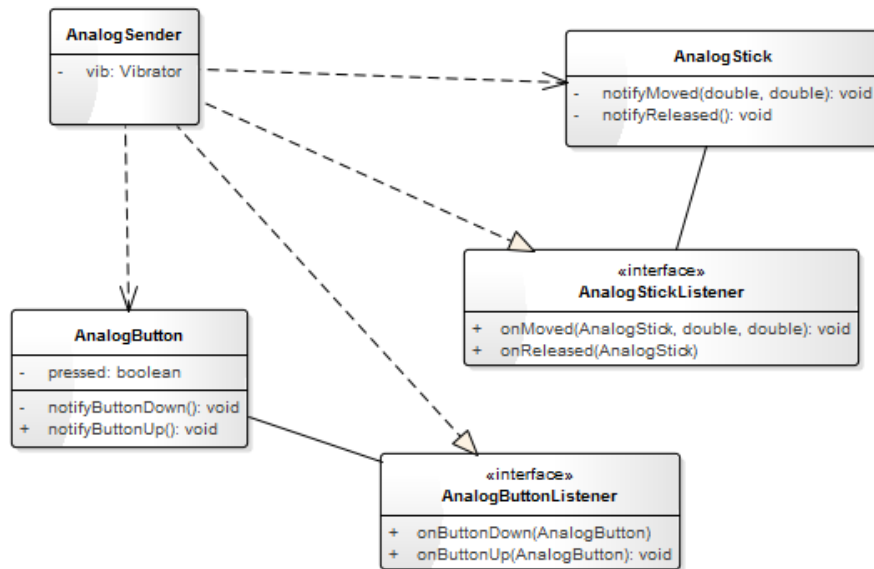 AnalogSender
- vib: Vibrator
AnalogStick
- notifyMoved(double, double): void
- notifyReleased(): void
«interface»
AnalogStickListener
+ onMoved(AnalogStick, double, double): void
+ onReleased(AnalogStick)
AnalogButton
- pressed: boolean
- notifyButtonDown(): void
+ notifyButtonUp(): void
«interface»
AnalogButtonListener
+ onButtonDown(AnalogButton)
+ onButtonUp(AnalogButton): void